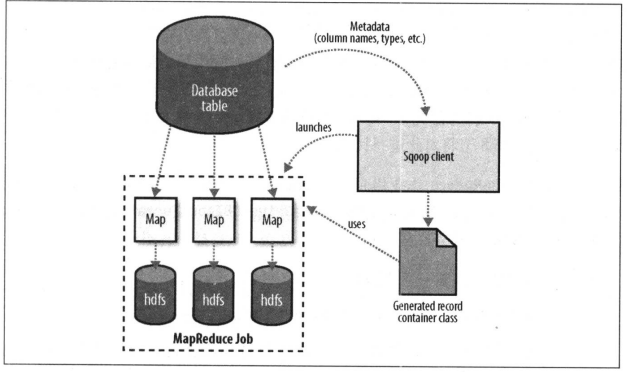 Metadata
(column names, types, etc.)
Database
table
launches
Sqoop client
Map
Map
Map
uses
hdfs
hdfs
hdfs
Generated record
container class
MapReduce Job